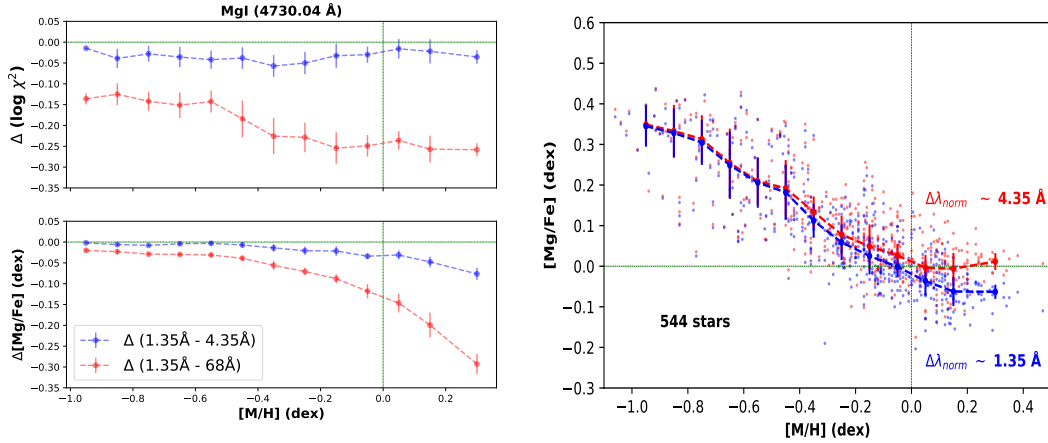 MgI (4730.04 Å)
0.05
0.00
−0.05
−0.10
−0.15
−0.20
−0.25
−0.30
−0.35
Δ (log χ²)
0.05
0.00
−0.05
−0.10
−0.15
−0.20
−0.25
−0.30
−0.35
Δ[Mg/Fe] (dex)
Δ (1.35Å - 4.35Å)
Δ (1.35Å - 68Å)
−1.0 −0.8 −0.6 −0.4 −0.2 0.0 0.2
[M/H] (dex)
0.6
0.5
0.4
0.3
0.2
0.1
0.0
−0.1
−0.2
−0.3
[Mg/Fe] (dex)
Δλnorm ~ 4.35 Å
544 stars
Δλnorm ~ 1.35 Å
−1.0 −0.8 −0.6 −0.4 −0.2 0.0 0.2 0.4
[M/H] (dex)